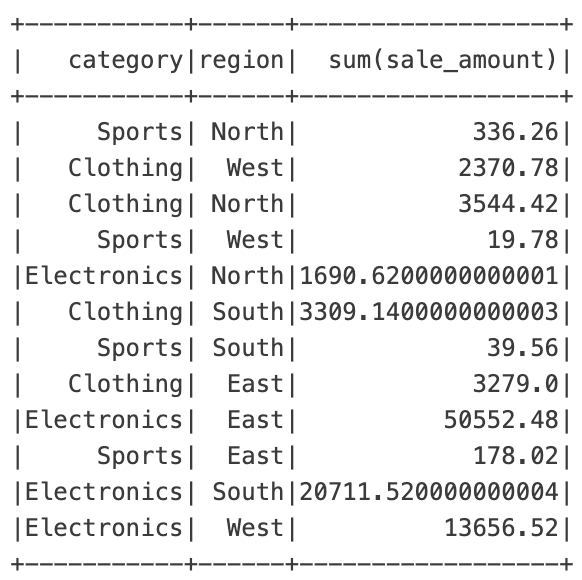 +-----------+------+------------------+
|   category|region|  sum(sale_amount)|
+-----------+------+------------------+
|     Sports| North|            336.26|
|   Clothing|  West|           2370.78|
|   Clothing| North|           3544.42|
|     Sports|  West|             19.78|
|Electronics| North|1690.6200000000001|
|   Clothing| South|3309.1400000000003|
|     Sports| South|             39.56|
|   Clothing|  East|            3279.0|
|Electronics|  East|          50552.48|
|     Sports|  East|            178.02|
|Electronics| South|20711.520000000004|
|Electronics|  West|          13656.52|
+-----------+------+------------------+